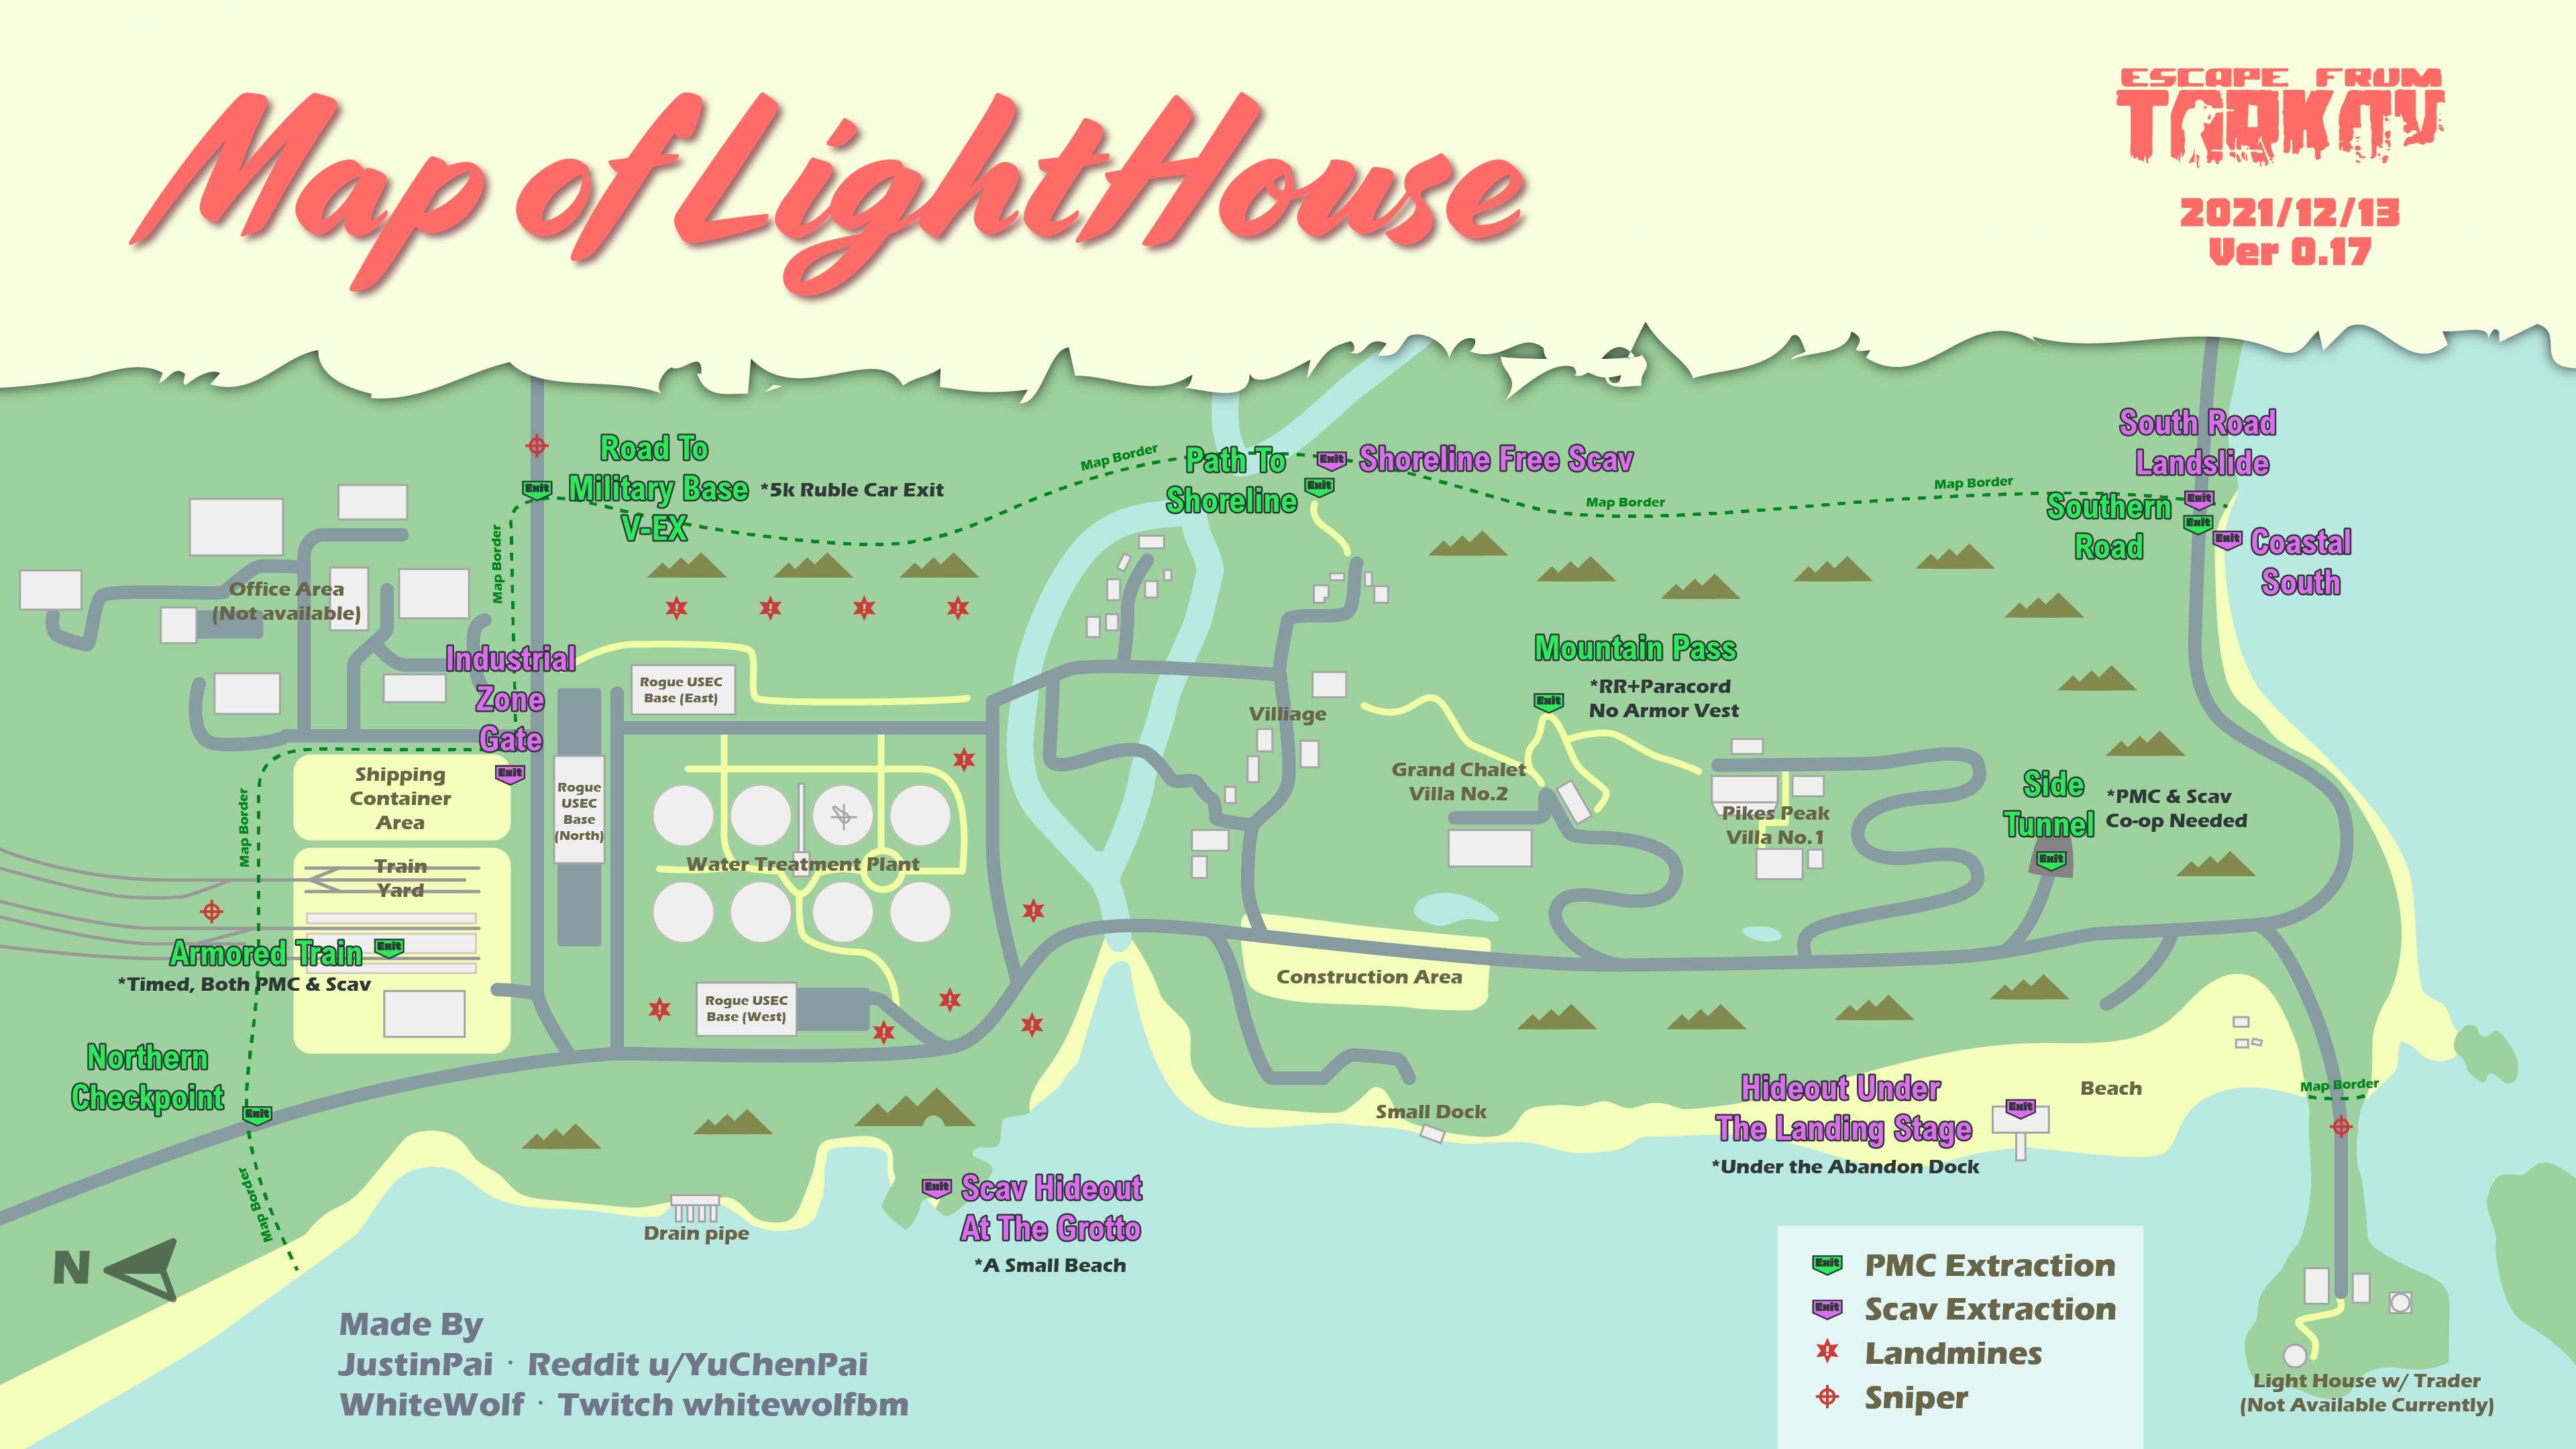 Map of LightHouse
ESCAPE FROM
TARKOV
2021/12/13
Ver 0.17
South Road
Landslide
Road To
Military Base
V-EX
*5k Ruble Car Exit
Exit
Map Border
Path To
Shoreline
Exit
Shoreline Free Scav
Exit
Map Border
Map Border
Southern
Road
Exit
Exit
Exit
Coastal
South
Map Border
Office Area
(Not available)
Industrial
Zone
Gate
Exit
Rogue USEC
Base (East)
Mountain Pass
*RR+Paracord
No Armor Vest
Exit
Villiage
Shipping
Container
Area
Rogue
USEC
Base
(North)
Grand Chalet
Villa No.2
Pikes Peak
Villa No.1
Side
Tunnel
*PMC & Scav
Co-op Needed
Exit
Map Border
Train
Yard
Water Treatment Plant
Armored Train
Exit
*Timed, Both PMC & Scav
Construction Area
Rogue USEC
Base (West)
Northern
Checkpoint
Exit
Map Border
Small Dock
Hideout Under
The Landing Stage
Exit
*Under the Abandon Dock
Beach
Map Border
Drain pipe
Exit
Scav Hideout
At The Grotto
*A Small Beach
N
Exit PMC Extraction
Exit Scav Extraction
Landmines
Sniper
Made By
JustinPai · Reddit u/YuChenPai
WhiteWolf · Twitch whitewolfbm
Light House w/ Trader
(Not Available Currently)